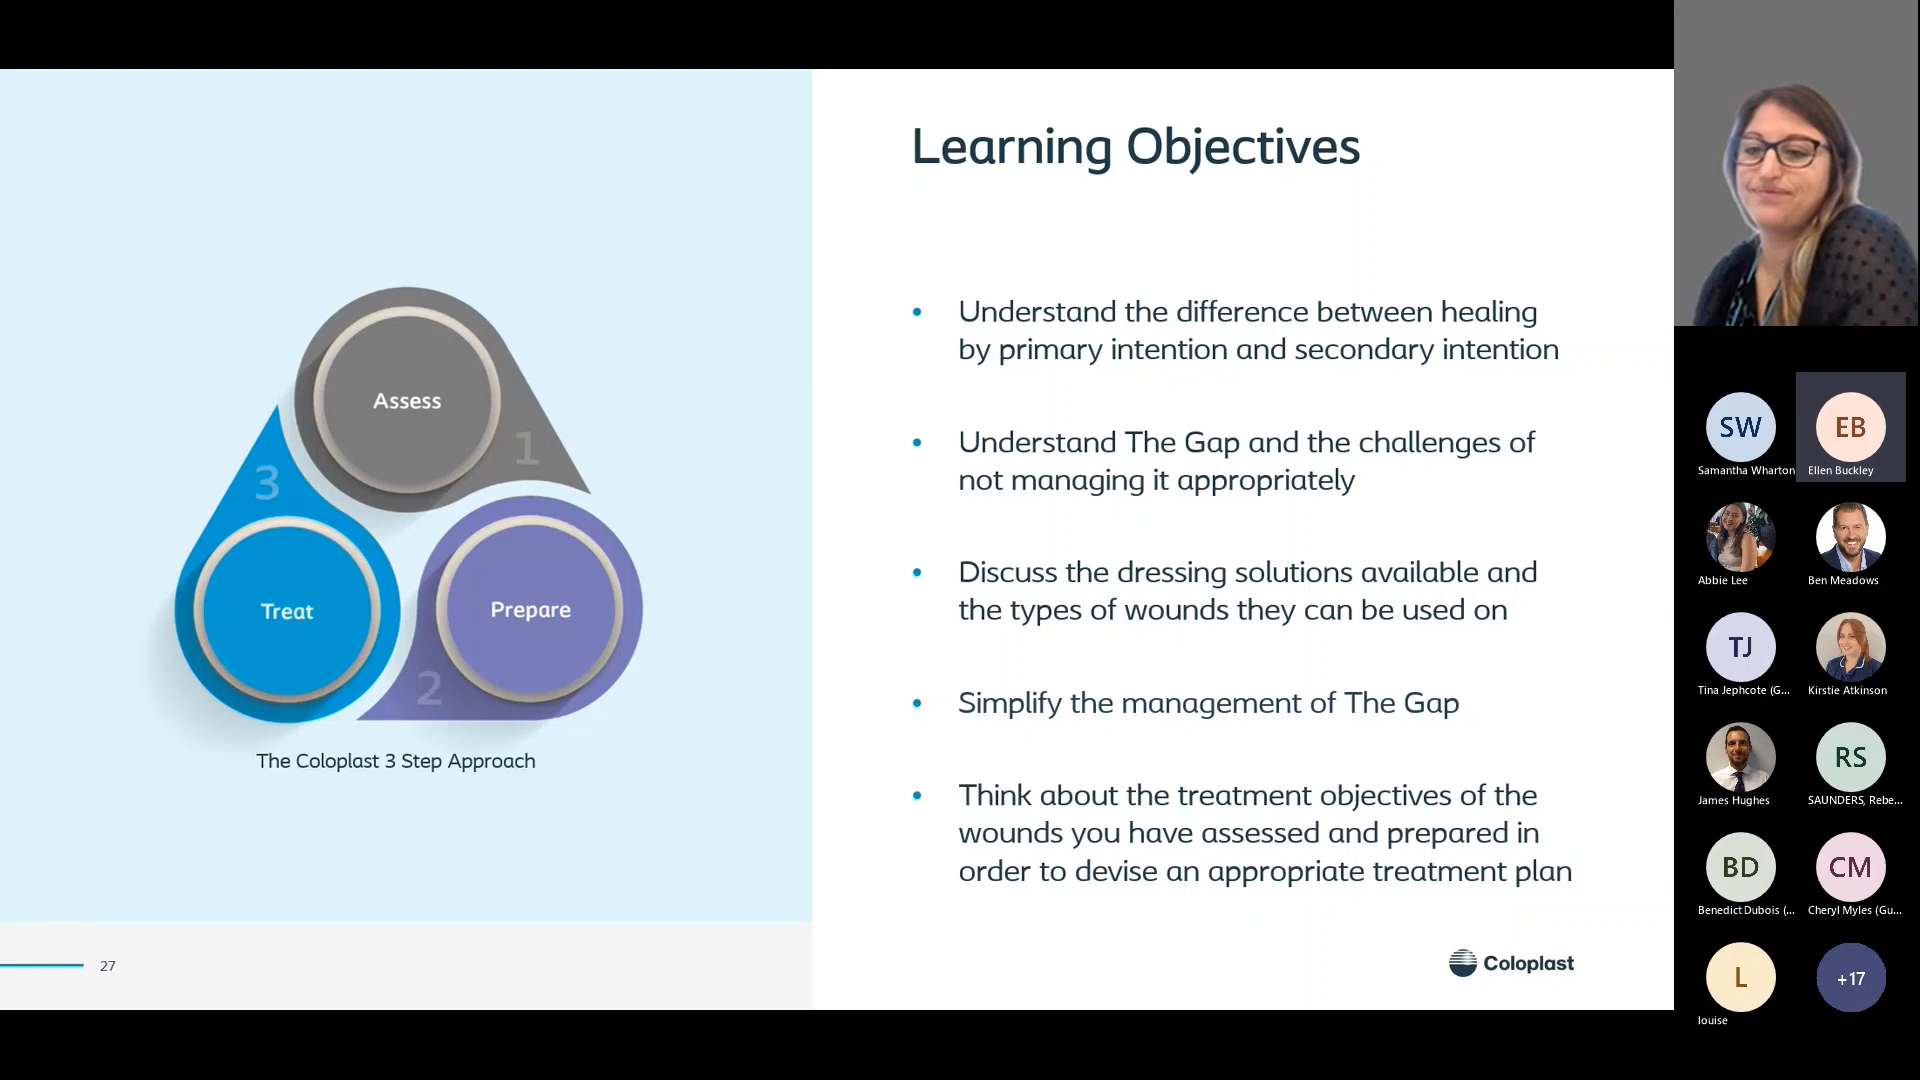 Learning Objectives
Assess
1
3
Treat
Prepare
2
The Coloplast 3 Step Approach
• Understand the difference between healing
by primary intention and secondary intention
• Understand The Gap and the challenges of
not managing it appropriately
• Discuss the dressing solutions available and
the types of wounds they can be used on
• Simplify the management of The Gap
• Think about the treatment objectives of the
wounds you have assessed and prepared in
order to devise an appropriate treatment plan
27
Coloplast
SW
Samantha Wharton
EB
Ellen Buckley
Abbie Lee
Ben Meadows
TJ
Tina Jephcote (G...
Kirstie Atkinson
James Hughes
RS
SAUNDERS, Rebe...
BD
Benedict Dubois (...
CM
Cheryl Myles (Gu...
L
louise
+17